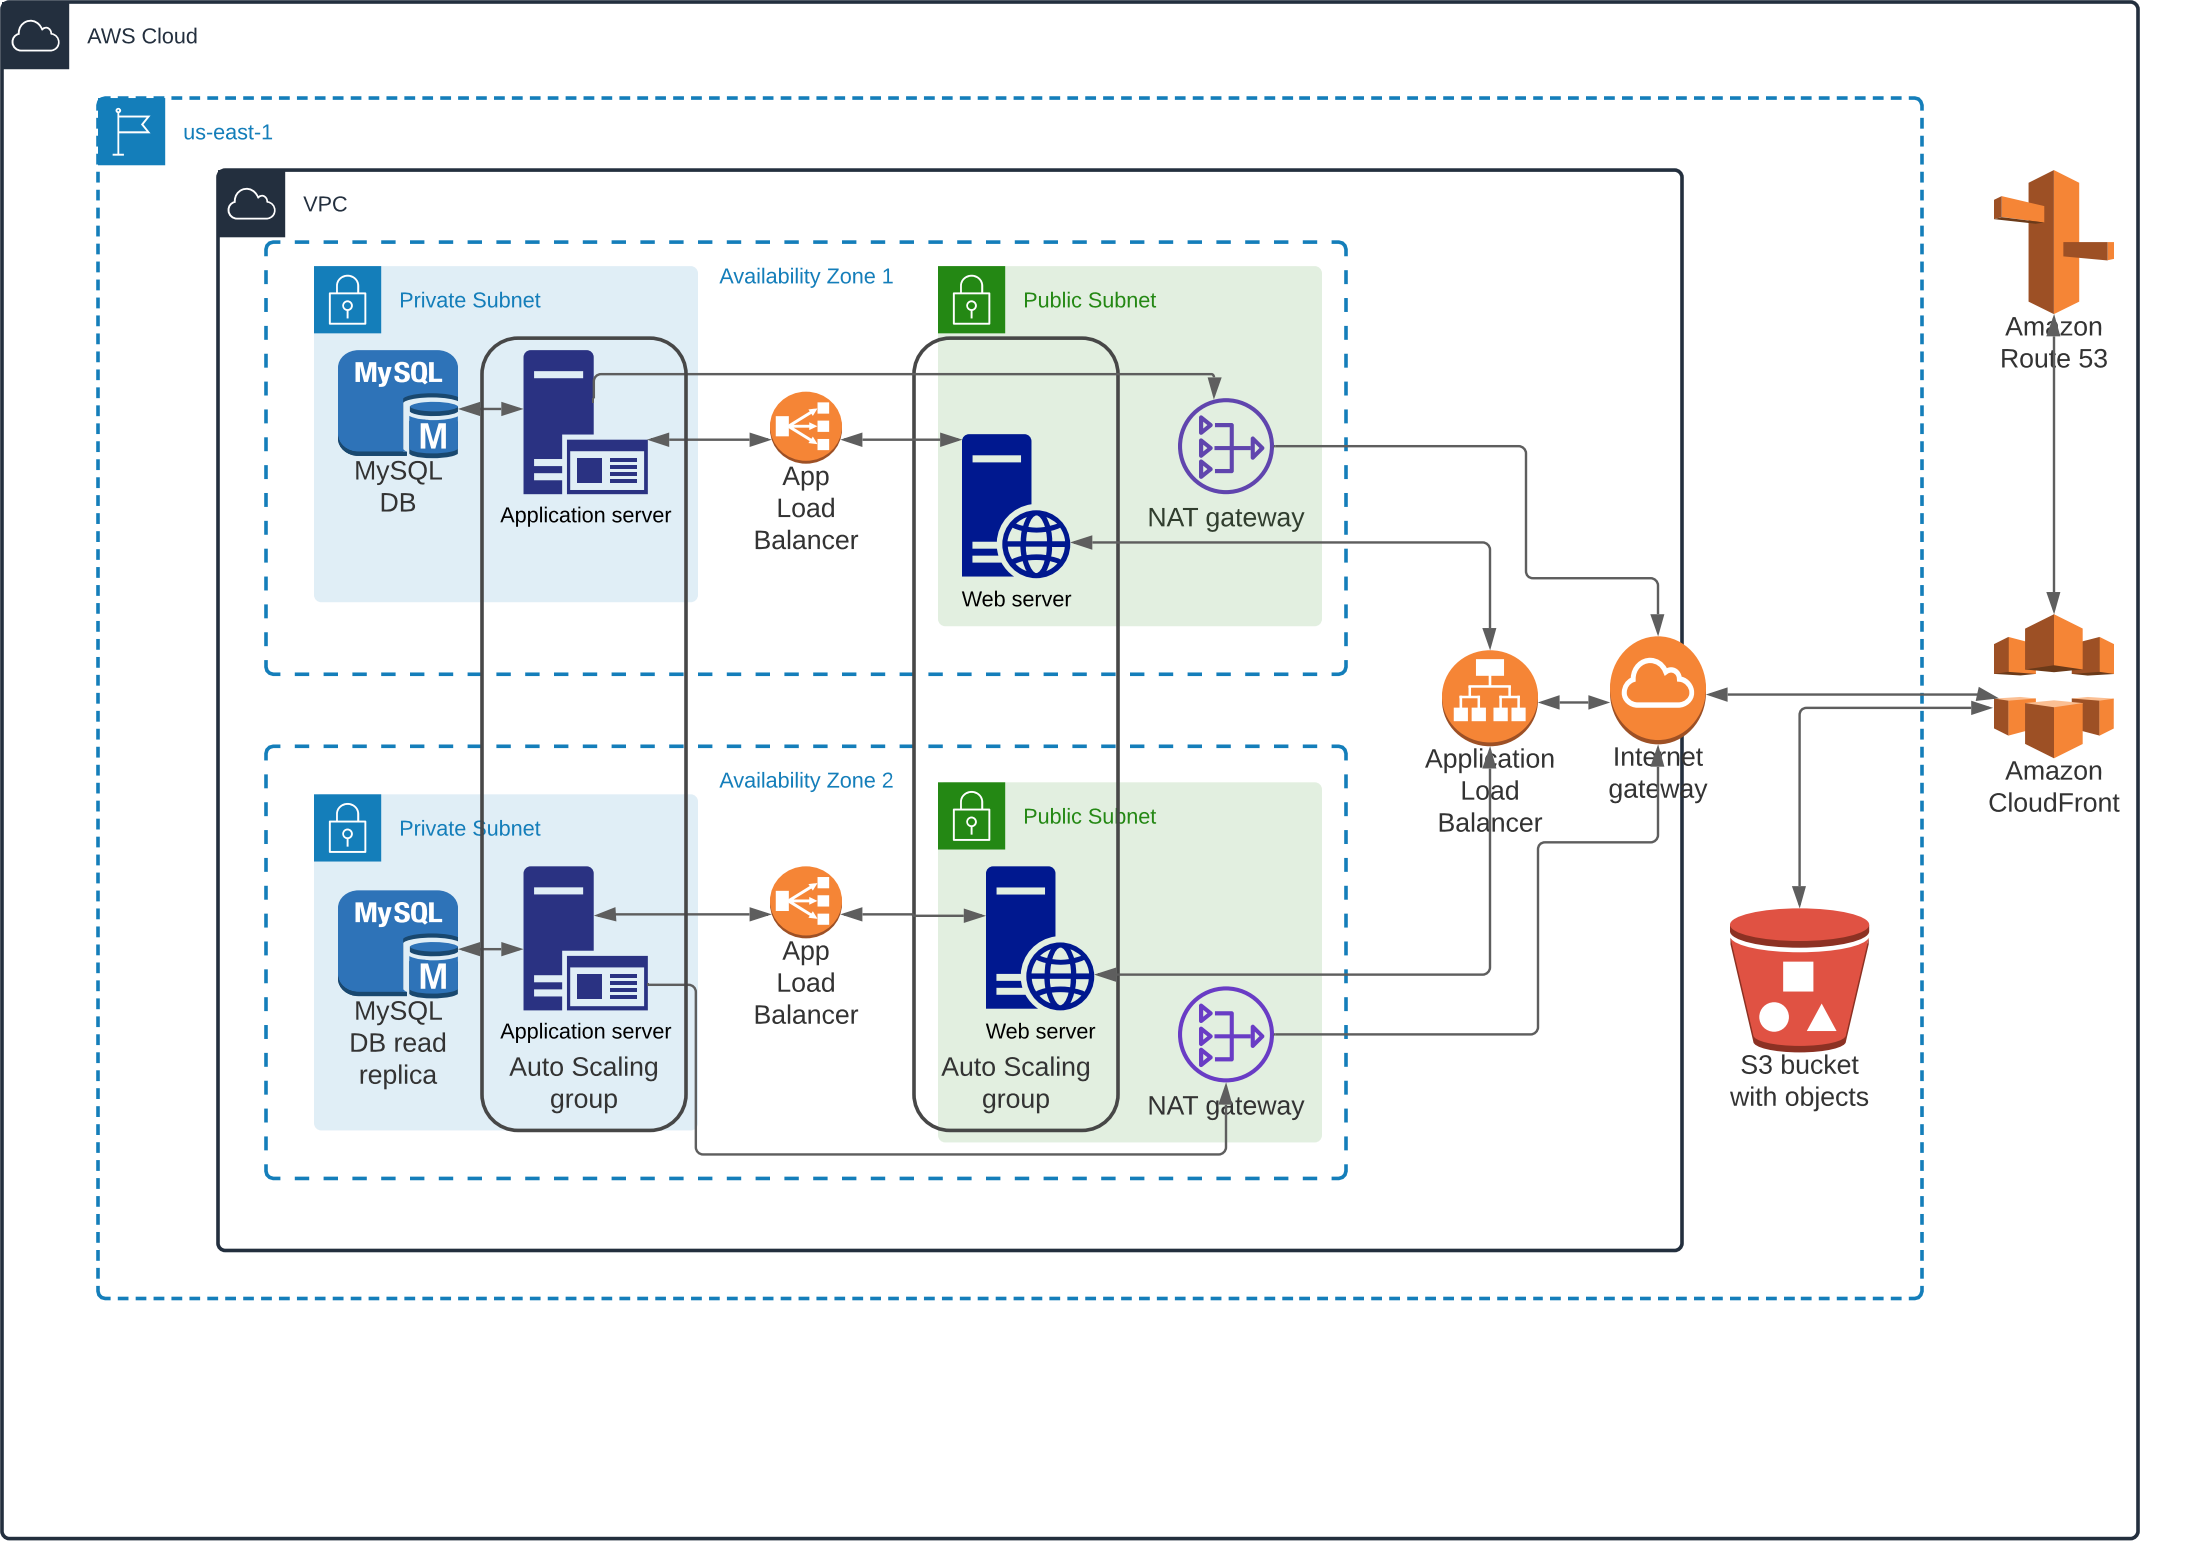 AWS Cloud
us-east-1
VPC
Availability Zone 1
Private Subnet
Public Subnet
MySQL
M
MySQL
DB
Application server
App
Load
Balancer
Web server
NAT gateway
Availability Zone 2
Private Subnet
Public Subnet
MySQL
M
MySQL
DB read
replica
Application server
Auto Scaling
group
App
Load
Balancer
Web server
Auto Scaling
group
NAT gateway
Application
Load
Balancer
Internet
gateway
Amazon
Route 53
Amazon
CloudFront
S3 bucket
with objects